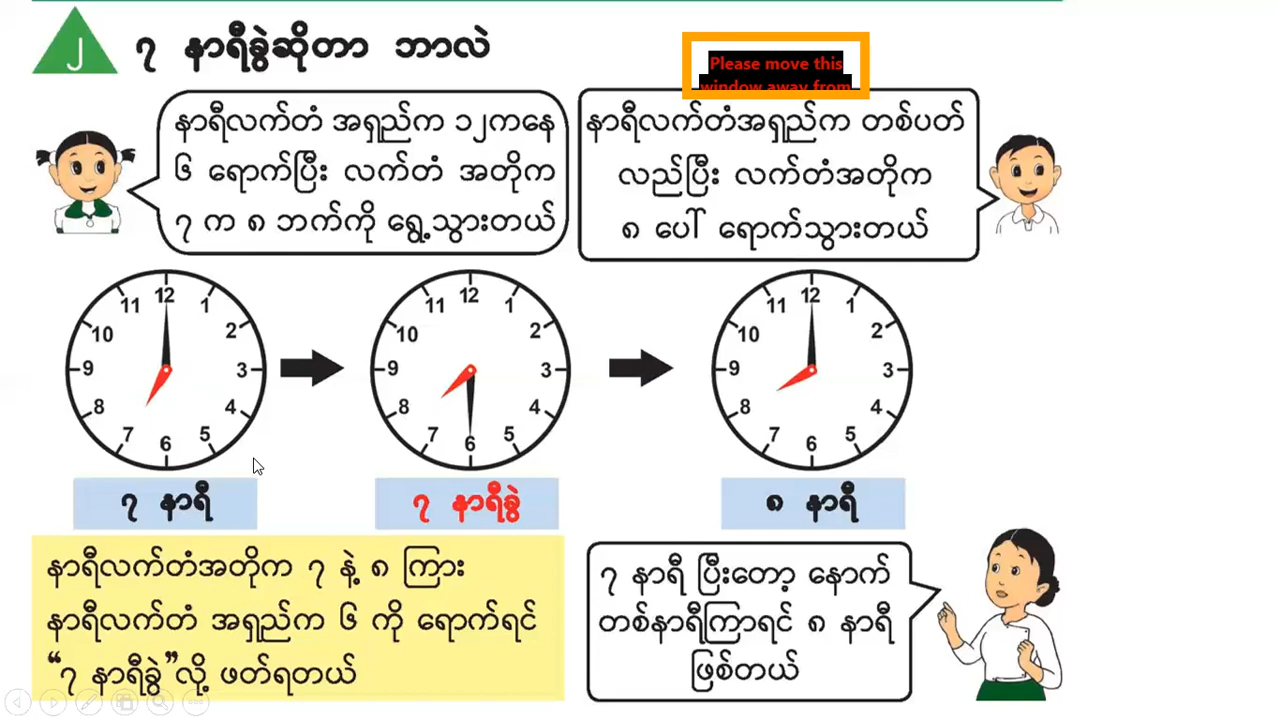 ၂
၇ နာရီခွဲဆိုတာ ဘာလဲ
Please move this
window away from
နာရီလက်တံ အရှည်က ၁၂ကနေ
၆ ရောက်ပြီး လက်တံ အတိုက
၇ က ၈ ဘက်ကို ရွေ့သွားတယ်
နာရီလက်တံအရှည်က တစ်ပတ်
လည်ပြီး လက်တံအတိုက
၈ ပေါ် ရောက်သွားတယ်
12
1
2
3
4
5
6
7
8
9
10
11
12
1
2
3
4
5
6
7
8
9
10
11
12
1
2
3
4
5
6
7
8
9
10
11
၇ နာရီ
၇ နာရီခွဲ
၈ နာရီ
နာရီလက်တံအတိုက ၇ နဲ့ ၈ ကြား
နာရီလက်တံ အရှည်က ၆ ကို ရောက်ရင်
“၇ နာရီခွဲ”လို့ ဖတ်ရတယ်
၇ နာရီ ပြီးတော့ နောက်
တစ်နာရီကြာရင် ၈ နာရီ
ဖြစ်တယ်